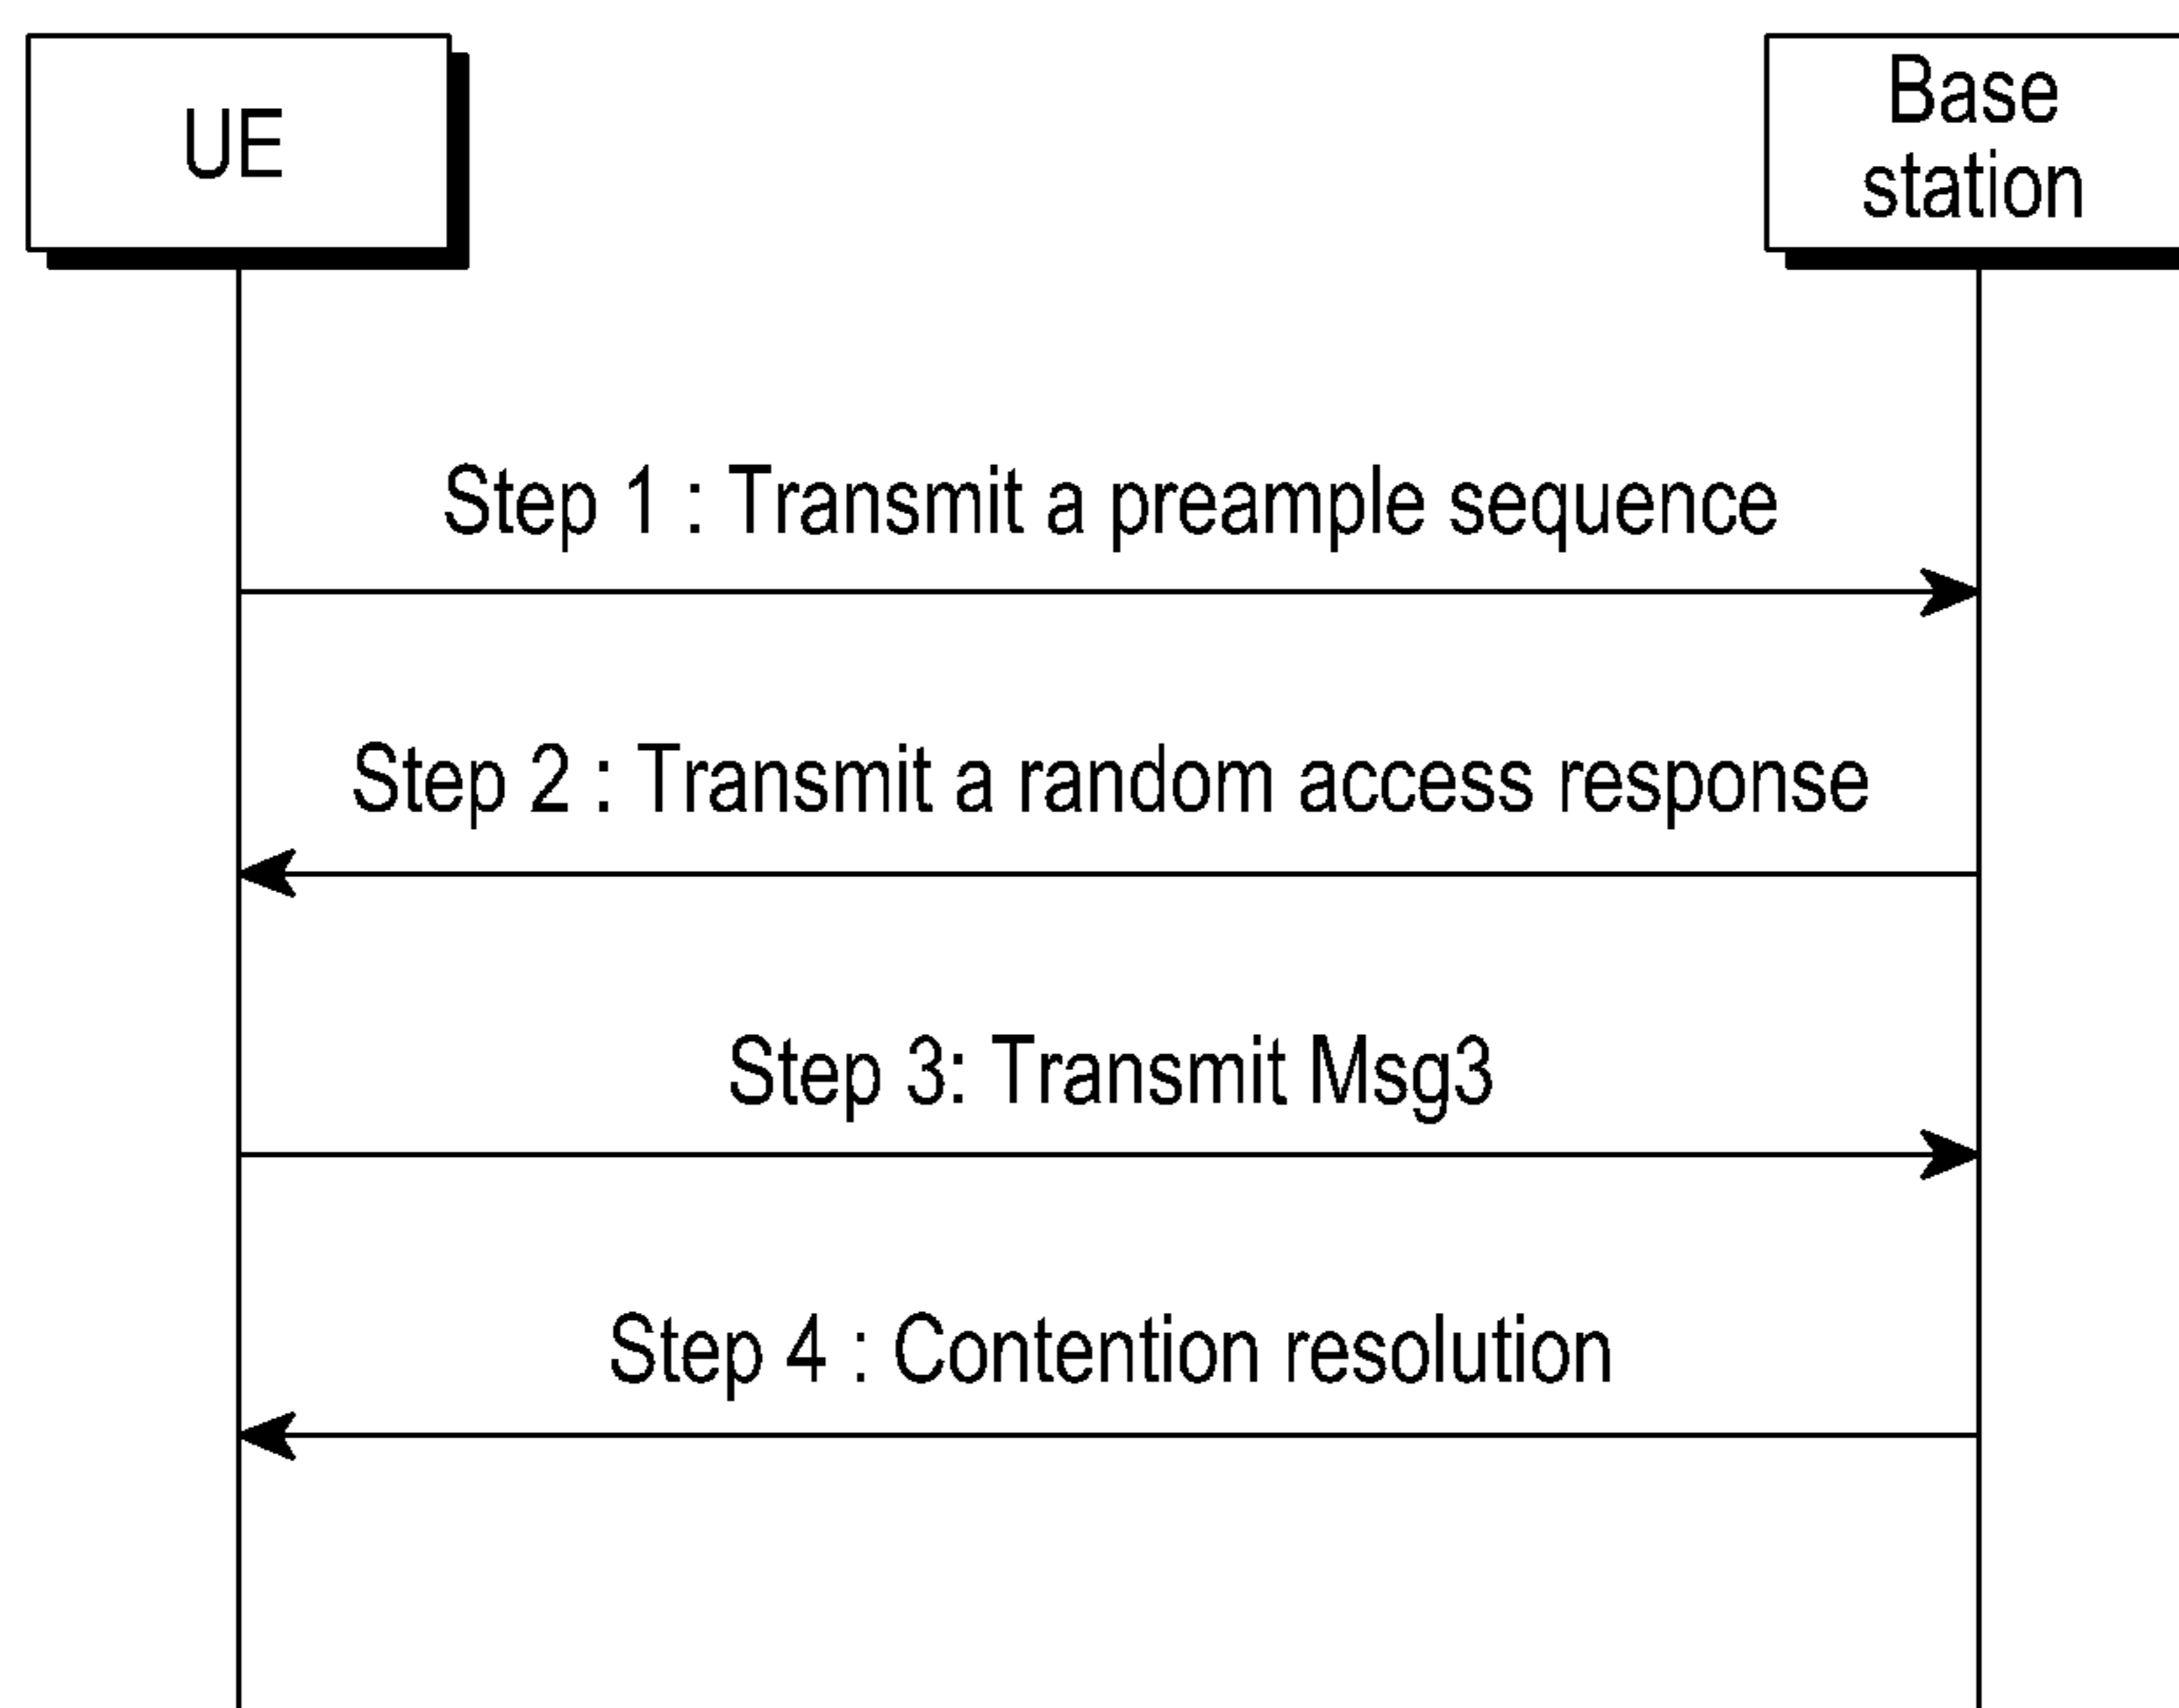 UE
Base
station
Step 1 : Transmit a preample sequence
Step 2 : Transmit a random access response
Step 3: Transmit Msg3
Step 4 : Contention resolution